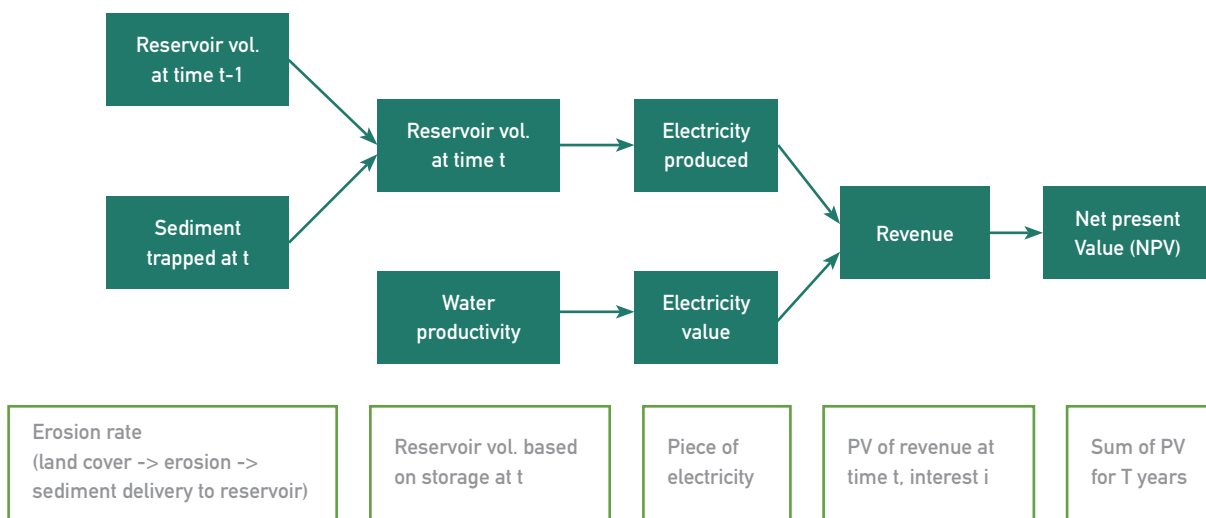 Reservoir vol.
at time t-1
Sediment
trapped at t
Reservoir vol.
at time t
Water
productivity
Electricity
produced
Electricity
value
Revenue
Net present
Value (NPV)
Erosion rate
(land cover -> erosion ->
sediment delivery to reservoir)
Reservoir vol. based
on storage at t
Piece of
electricity
PV of revenue at
time t, interest i
Sum of PV
for T years